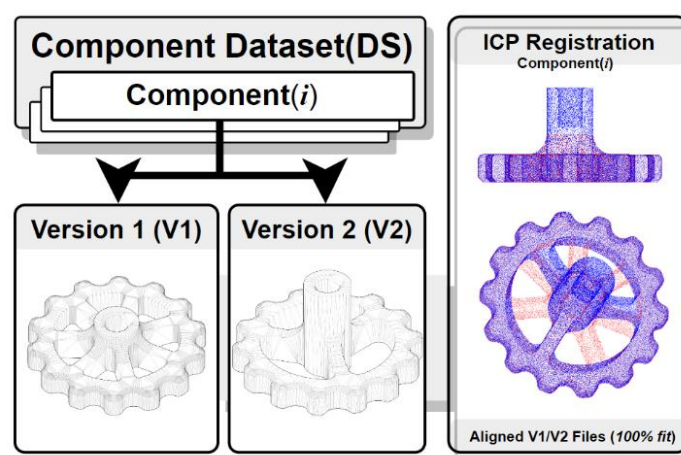 Component Dataset(DS)
Component(i)
Version 1 (V1)
Version 2 (V2)
ICP Registration
Component(i)
Aligned V1/V2 Files (100% fit)